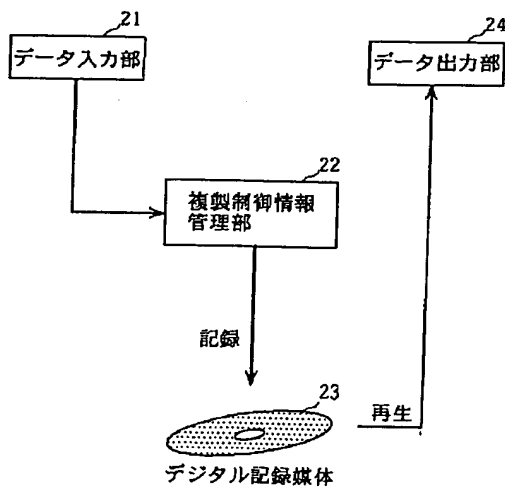 21
データ入力部
24
データ出力部
22
複製制御情報
管理部
記録
23
再生
デジタル記録媒体